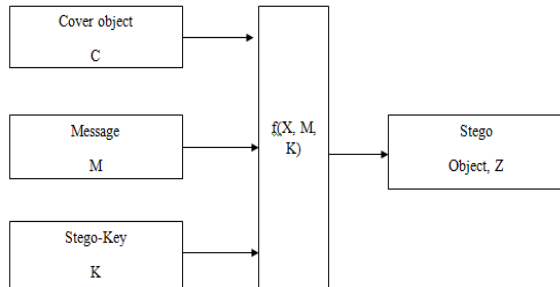 Cover object
C
Message
M
Stego-Key
K
f(X, M,
K)
Stego
Object, Z